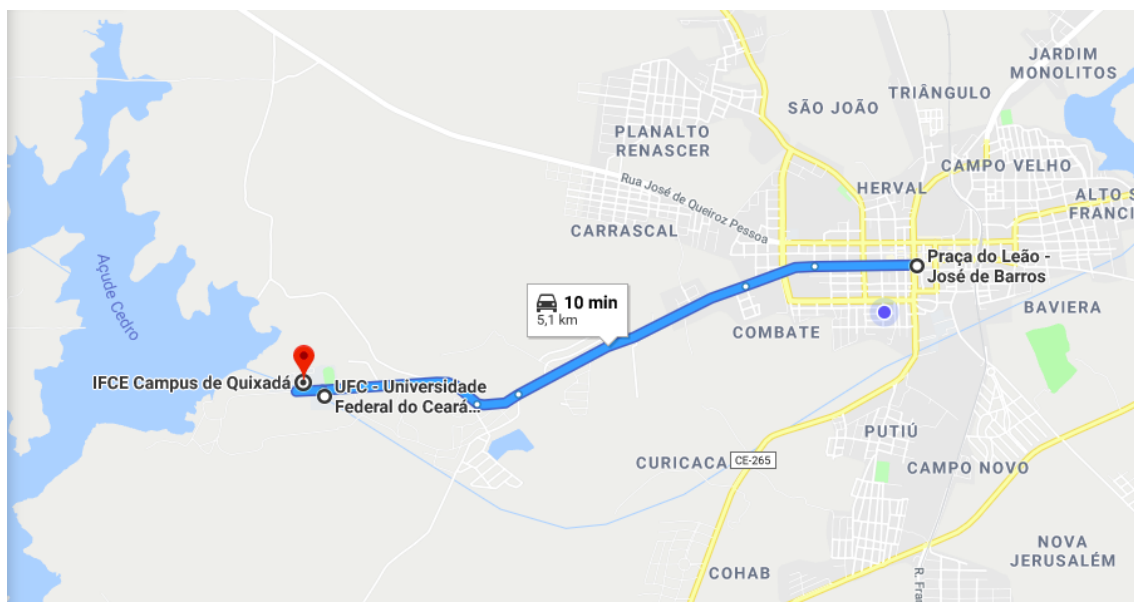 JARDIM
MONOLITOS
TRIÂNGULO
SÃO JOÃO
PLANALTO
RENASCER
CAMPO VELHO
Rua José de Queiroz Pessoa
HERVAL
ALTO S
FRANCI
CARRASCAL
Açude Cedro
Praça do Leão -
José de Barros
10 min
5,1 km
BAVIERA
COMBATE
IFCE Campus de Quixadá
UFC - Universidade
Federal do Ceará...
PUTIÚ
CURICACA
CE-265
CAMPO NOVO
NOVA
JERUSALÉM
COHAB
R. Fran